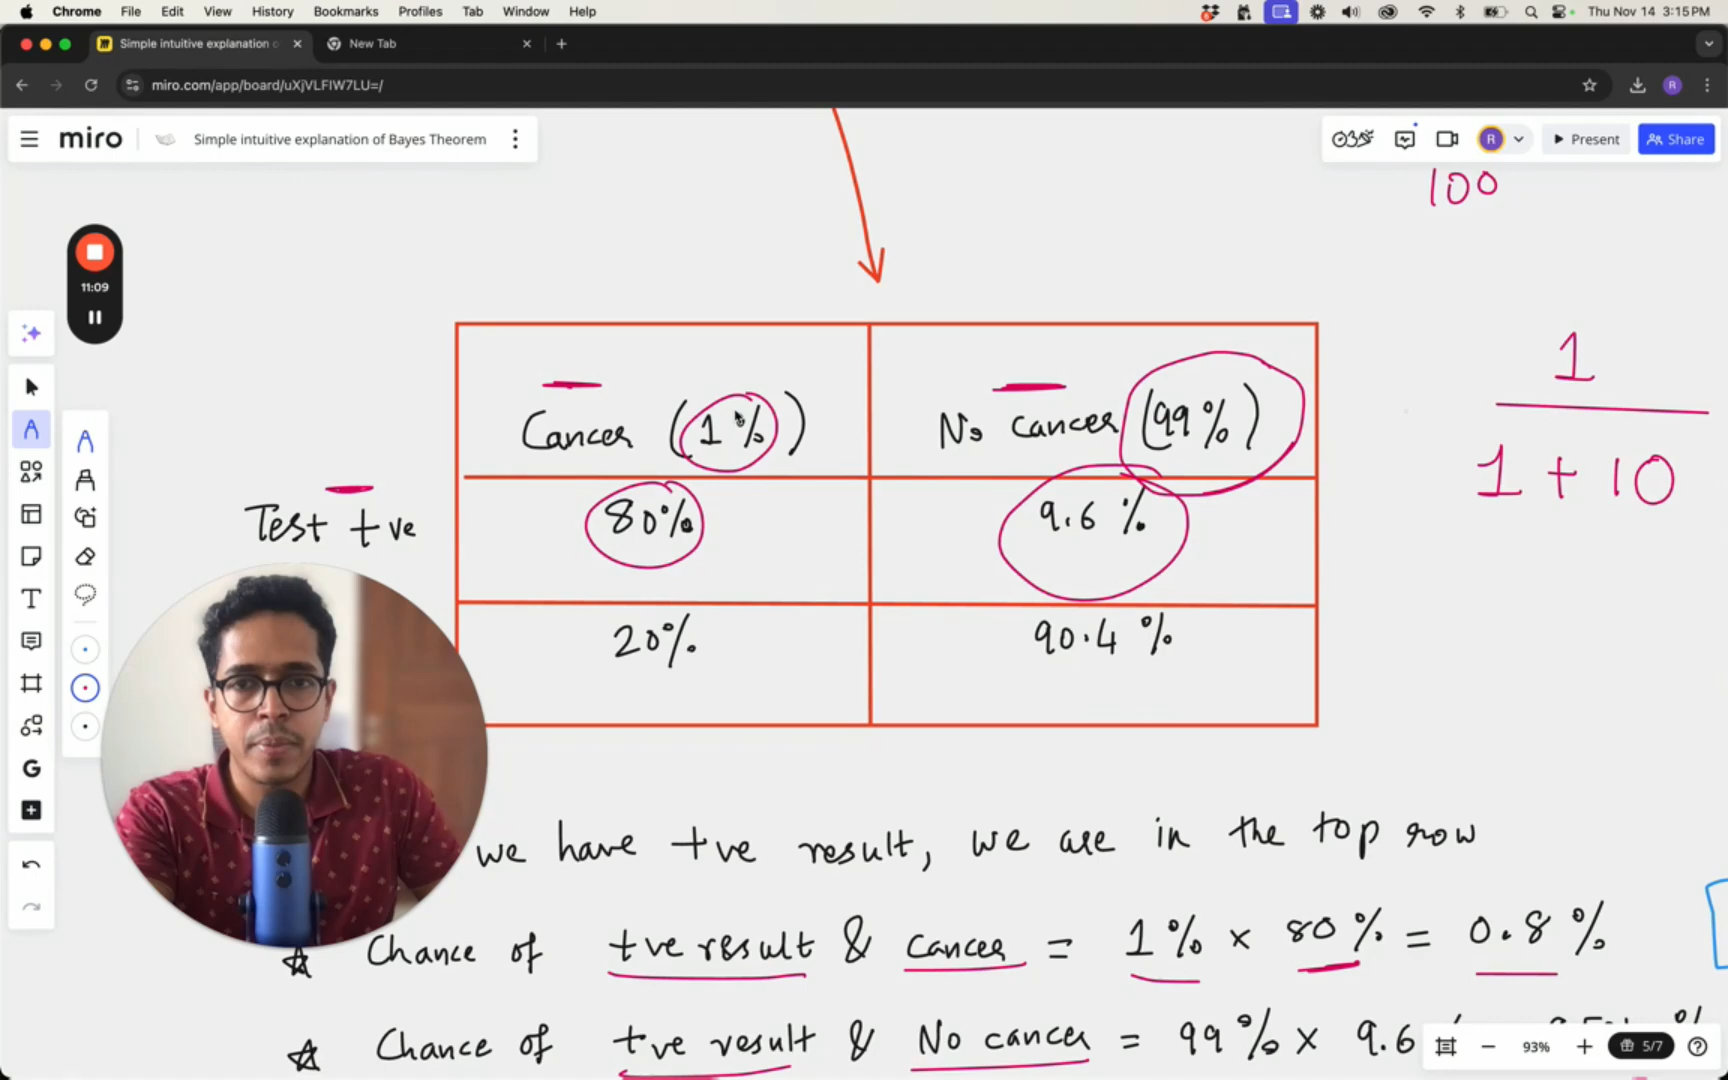 Chrome File Edit View History Bookmarks Profiles Tab Window Help Thu Nov 14 3:15 PM
Simple intuitive explanation o New Tab
miro.com/app/board/uXjVLFIW7LU=/ R
miro Simple intuitive explanation of Bayes Theorem R Present Share
100
11:09
1
1 + 10
Cancer (1%) No cancer (99%)
Test +ve 80% 9.6 %
20% 90.4 %
we have +ve result, we are in the top row
Chance of +ve result & Cancer = 1% × 80% = 0.8%
Chance of +ve result & No cancer = 99% × 9.6
93% 5/7